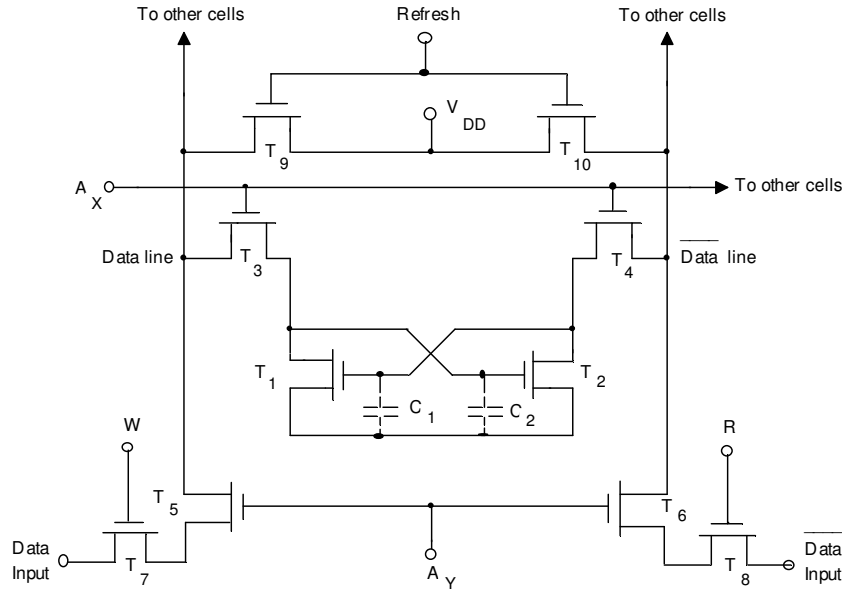 To other cells
Refresh
To other cells
V DD
T 9
T 10
A X
To other cells
Data line
T 3
T 4
Data line
T 1
T 2
C 1
C 2
W
R
T 5
T 6
Data Input
T 7
A Y
T 8
Data Input